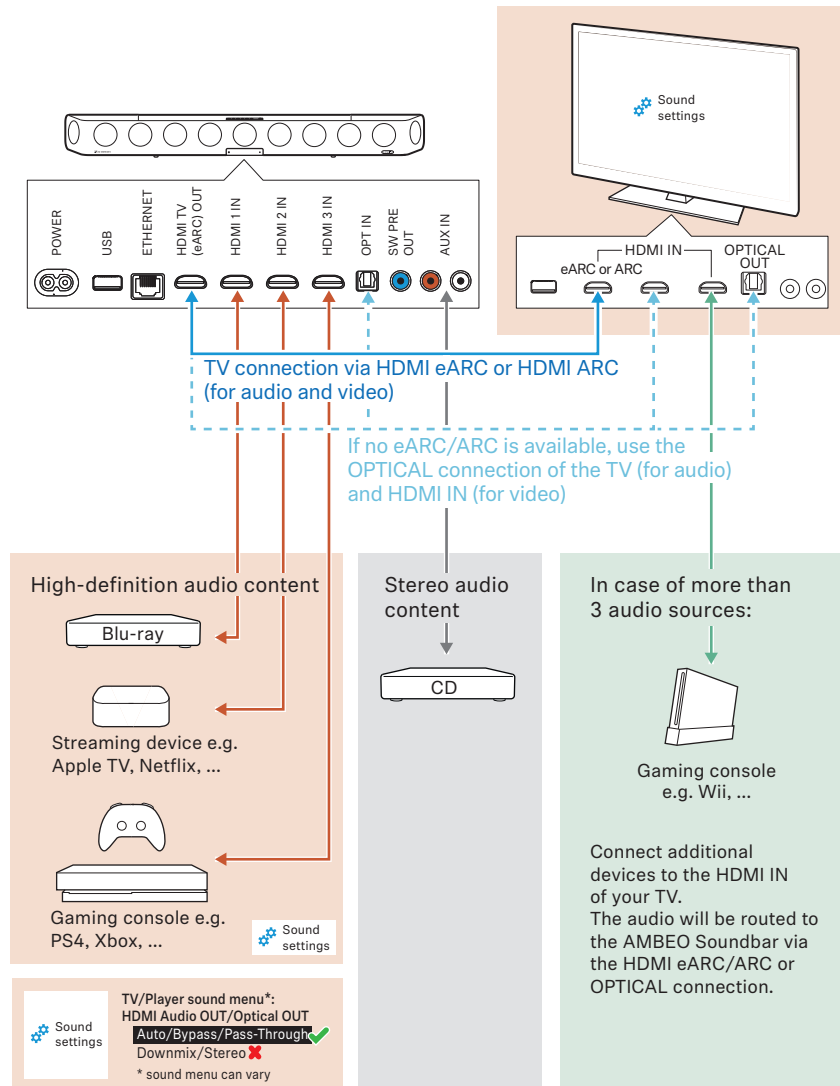 Sound
settings
POWER
USB
ETHERNET
HDMI TV
(eARC) OUT
HDMI 1 IN
HDMI 2 IN
HDMI 3 IN
OPT IN
SW PRE
OUT
AUX IN
HDMI IN
eARC or ARC
OPTICAL
OUT
TV connection via HDMI eARC or HDMI ARC
(for audio and video)
If no eARC/ARC is available, use the
OPTICAL connection of the TV (for audio)
and HDMI IN (for video)
High-definition audio content
Blu-ray
Streaming device e.g.
Apple TV, Netflix, ...
Gaming console e.g.
PS4, Xbox, ...
Sound
settings
Stereo audio
content
CD
In case of more than
3 audio sources:
Gaming console
e.g. Wii, ...
Connect additional
devices to the HDMI IN
of your TV.
The audio will be routed to
the AMBEO Soundbar via
the HDMI eARC/ARC or
OPTICAL connection.
Sound
settings
TV/Player sound menu*:
HDMI Audio OUT/Optical OUT
Auto/Bypass/Pass-Through
Downmix/Stereo
* sound menu can vary